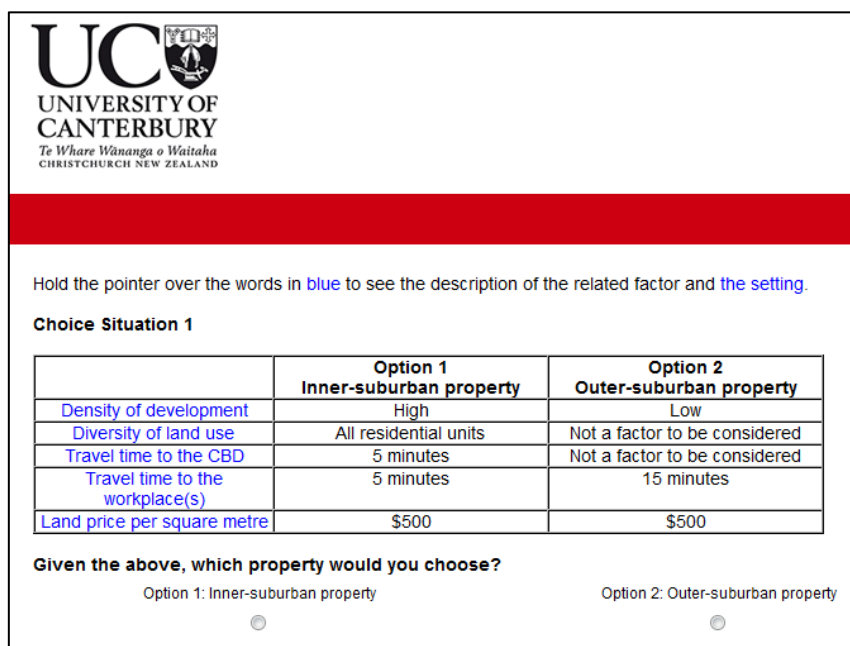 UC
UNIVERSITY OF
CANTERBURY
Te Whare Wānanga o Waitaha
CHRISTCHURCH NEW ZEALAND
Hold the pointer over the words in blue to see the description of the related factor and the setting.
Choice Situation 1
Option 1 Option 2
Inner-suburban property Outer-suburban property
Density of development High Low
Diversity of land use All residential units Not a factor to be considered
Travel time to the CBD 5 minutes Not a factor to be considered
Travel time to the 5 minutes 15 minutes
workplace(s)
Land price per square metre $500 $500
Given the above, which property would you choose?
Option 1: Inner-suburban property Option 2: Outer-suburban property